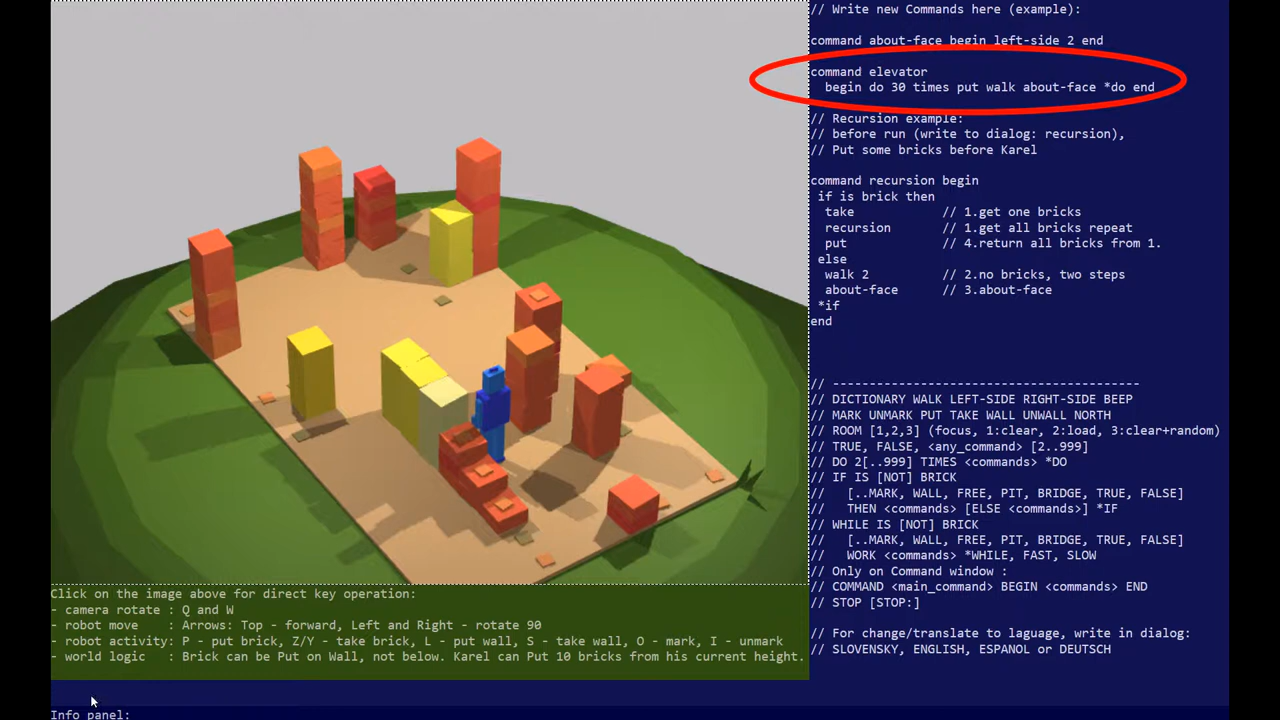 // Write new Commands here (example):
command about-face begin left-side 2 end
command elevator
begin do 30 times put walk about-face *do end
// Recursion example:
// before run (write to dialog: recursion),
// Put some bricks before Karel
command recursion begin
if is brick then
take // 1.get one bricks
recursion // 1.get all bricks repeat
put // 4.return all bricks from 1.
else
walk 2 // 2.no bricks, two steps
about-face // 3.about-face
*if
end
// ------------------------------------------
// DICTIONARY WALK LEFT-SIDE RIGHT-SIDE BEEP
// MARK UNMARK PUT TAKE WALL UNWALL NORTH
// ROOM [1,2,3] (focus, 1:clear, 2:load, 3:clear+random)
// TRUE, FALSE, <any_command> [2..999]
// DO 2[..999] TIMES <commands> *DO
// IF IS [NOT] BRICK
// [..MARK, WALL, FREE, PIT, BRIDGE, TRUE, FALSE]
// THEN <commands> [ELSE <commands>] *IF
// WHILE IS [NOT] BRICK
// [..MARK, WALL, FREE, PIT, BRIDGE, TRUE, FALSE]
// WORK <commands> *WHILE, FAST, SLOW
// Only on Command window :
// COMMAND <main_command> BEGIN <commands> END
// STOP [STOP:]
// For change/translate to laguage, write in dialog:
// SLOVENSKY, ENGLISH, ESPANOL or DEUTSCH
Click on the image above for direct key operation:
- camera rotate : Q and W
- robot move : Arrows: Top - forward, Left and Right - rotate 90
- robot activity: P - put brick, Z/Y - take brick, L - put wall, S - take wall, O - mark, I - unmark
- world logic : Brick can be Put on Wall, not below. Karel can Put 10 bricks from his current height.
Info panel: